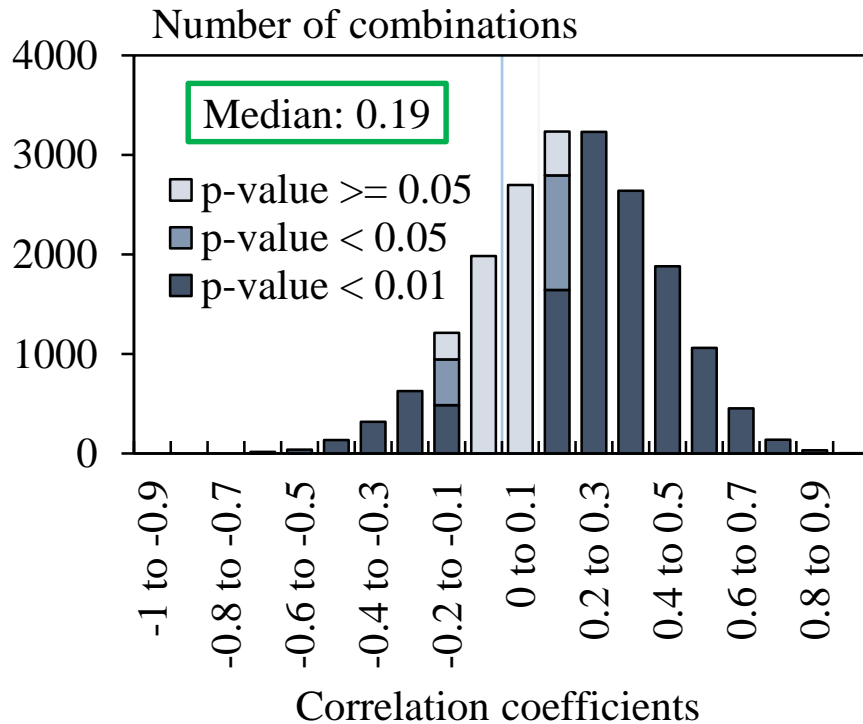 Number of combinations
4000
3000
2000
1000
0
Median: 0.19
p-value >= 0.05
p-value < 0.05
p-value < 0.01
-1 to -0.9
-0.8 to -0.7
-0.6 to -0.5
-0.4 to -0.3
-0.2 to -0.1
0 to 0.1
0.2 to 0.3
0.4 to 0.5
0.6 to 0.7
0.8 to 0.9
Correlation coefficients